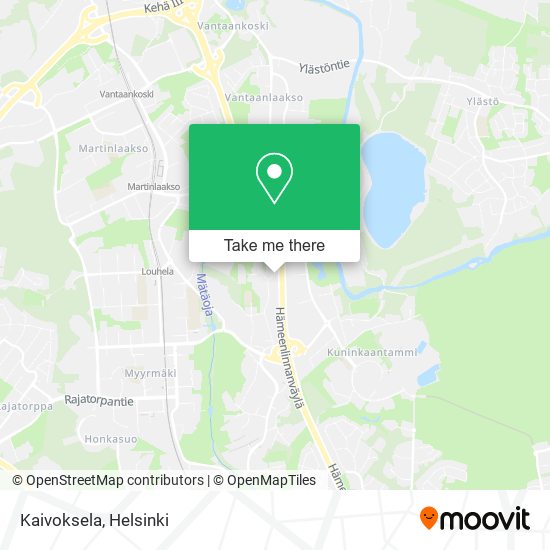 Kehä III
Vantaankoski
Ylästöntie
Vantaankoski
Vantaanlaakso
Ylästö
Martinlaakso
Martinlaakso
Take me there
Louhela
Mätäoja
Hämeenlinnanväylä
Kuninkaantammi
Myyrmäki
Rajatorpantie
Rajatorppa
Honkasuo
Häme
© OpenStreetMap contributors | © OpenMapTiles
Kaivoksela, Helsinki
moovit